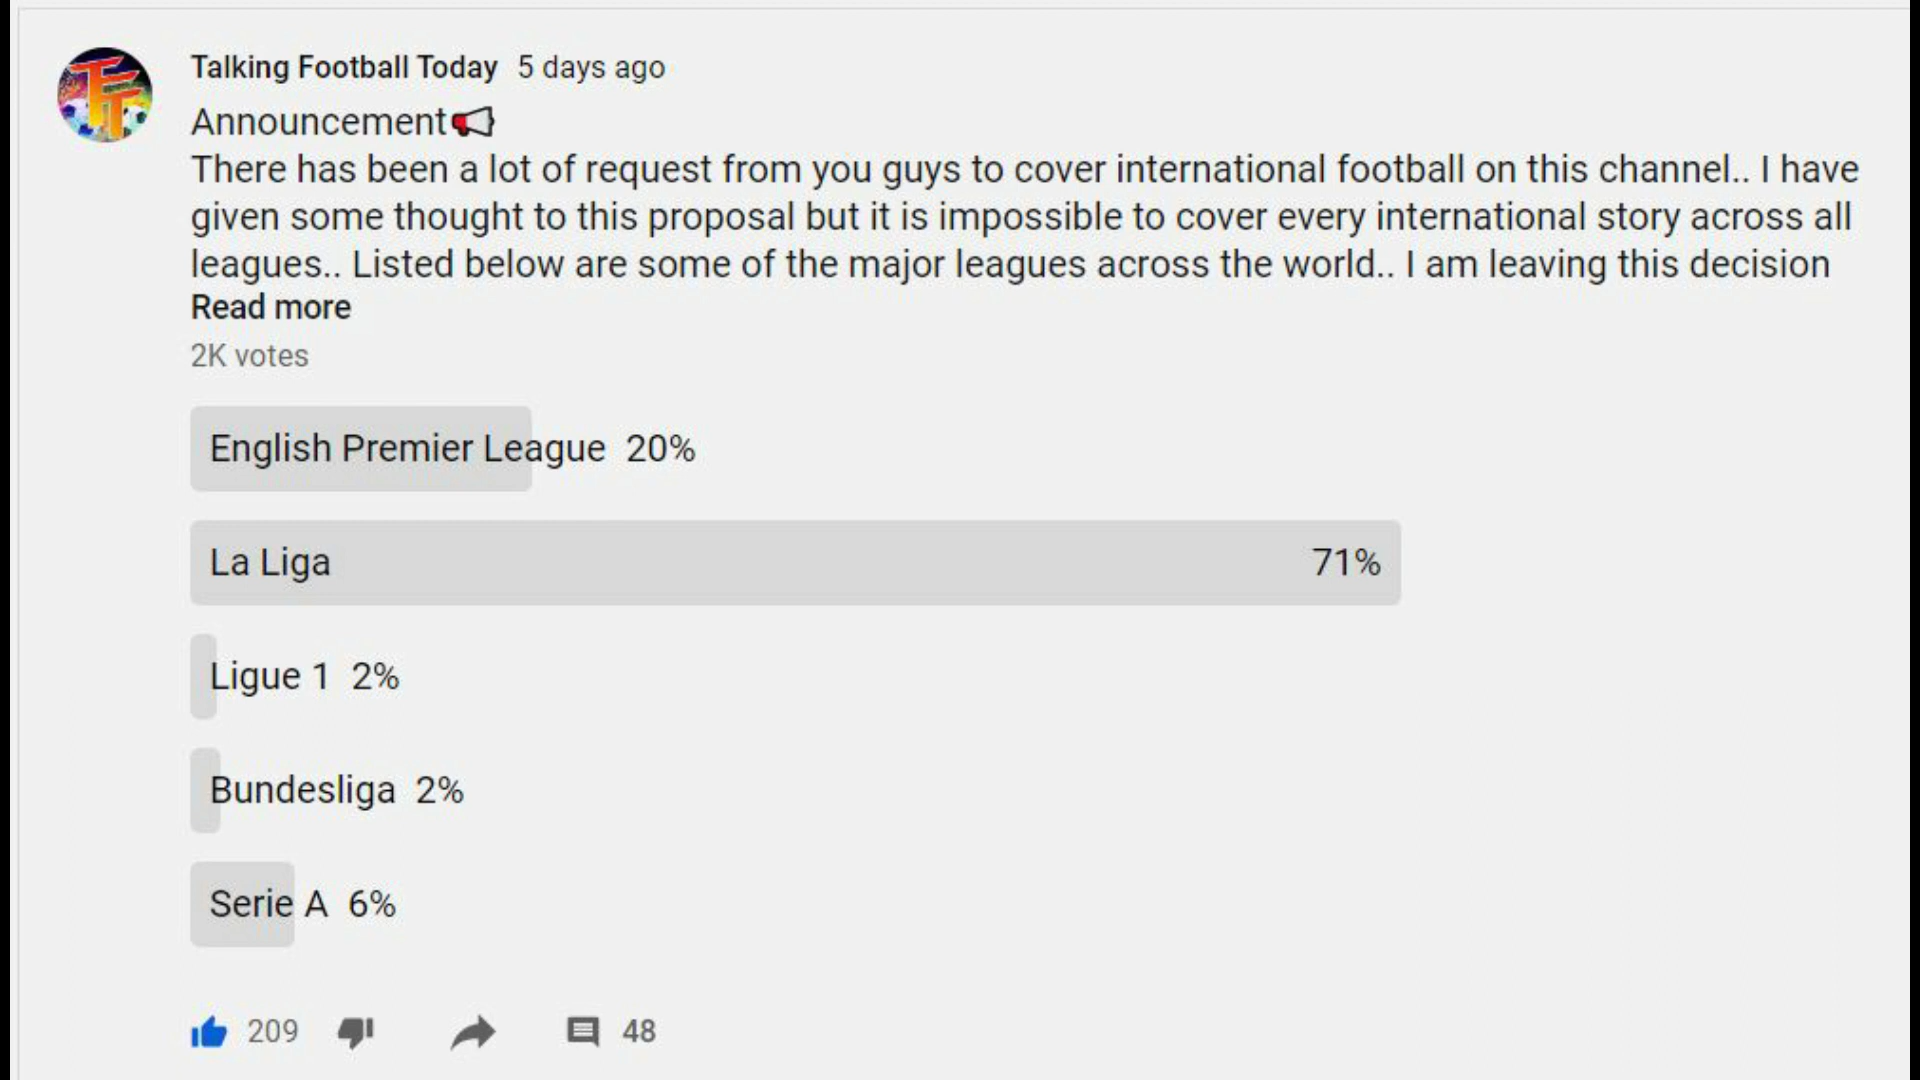 Talking Football Today 5 days ago
Announcement
There has been a lot of request from you guys to cover international football on this channel.. I have
given some thought to this proposal but it is impossible to cover every international story across all
leagues.. Listed below are some of the major leagues across the world.. I am leaving this decision
Read more
2K votes
English Premier League 20%
La Liga 71%
Ligue 1 2%
Bundesliga 2%
Serie A 6%
209 48